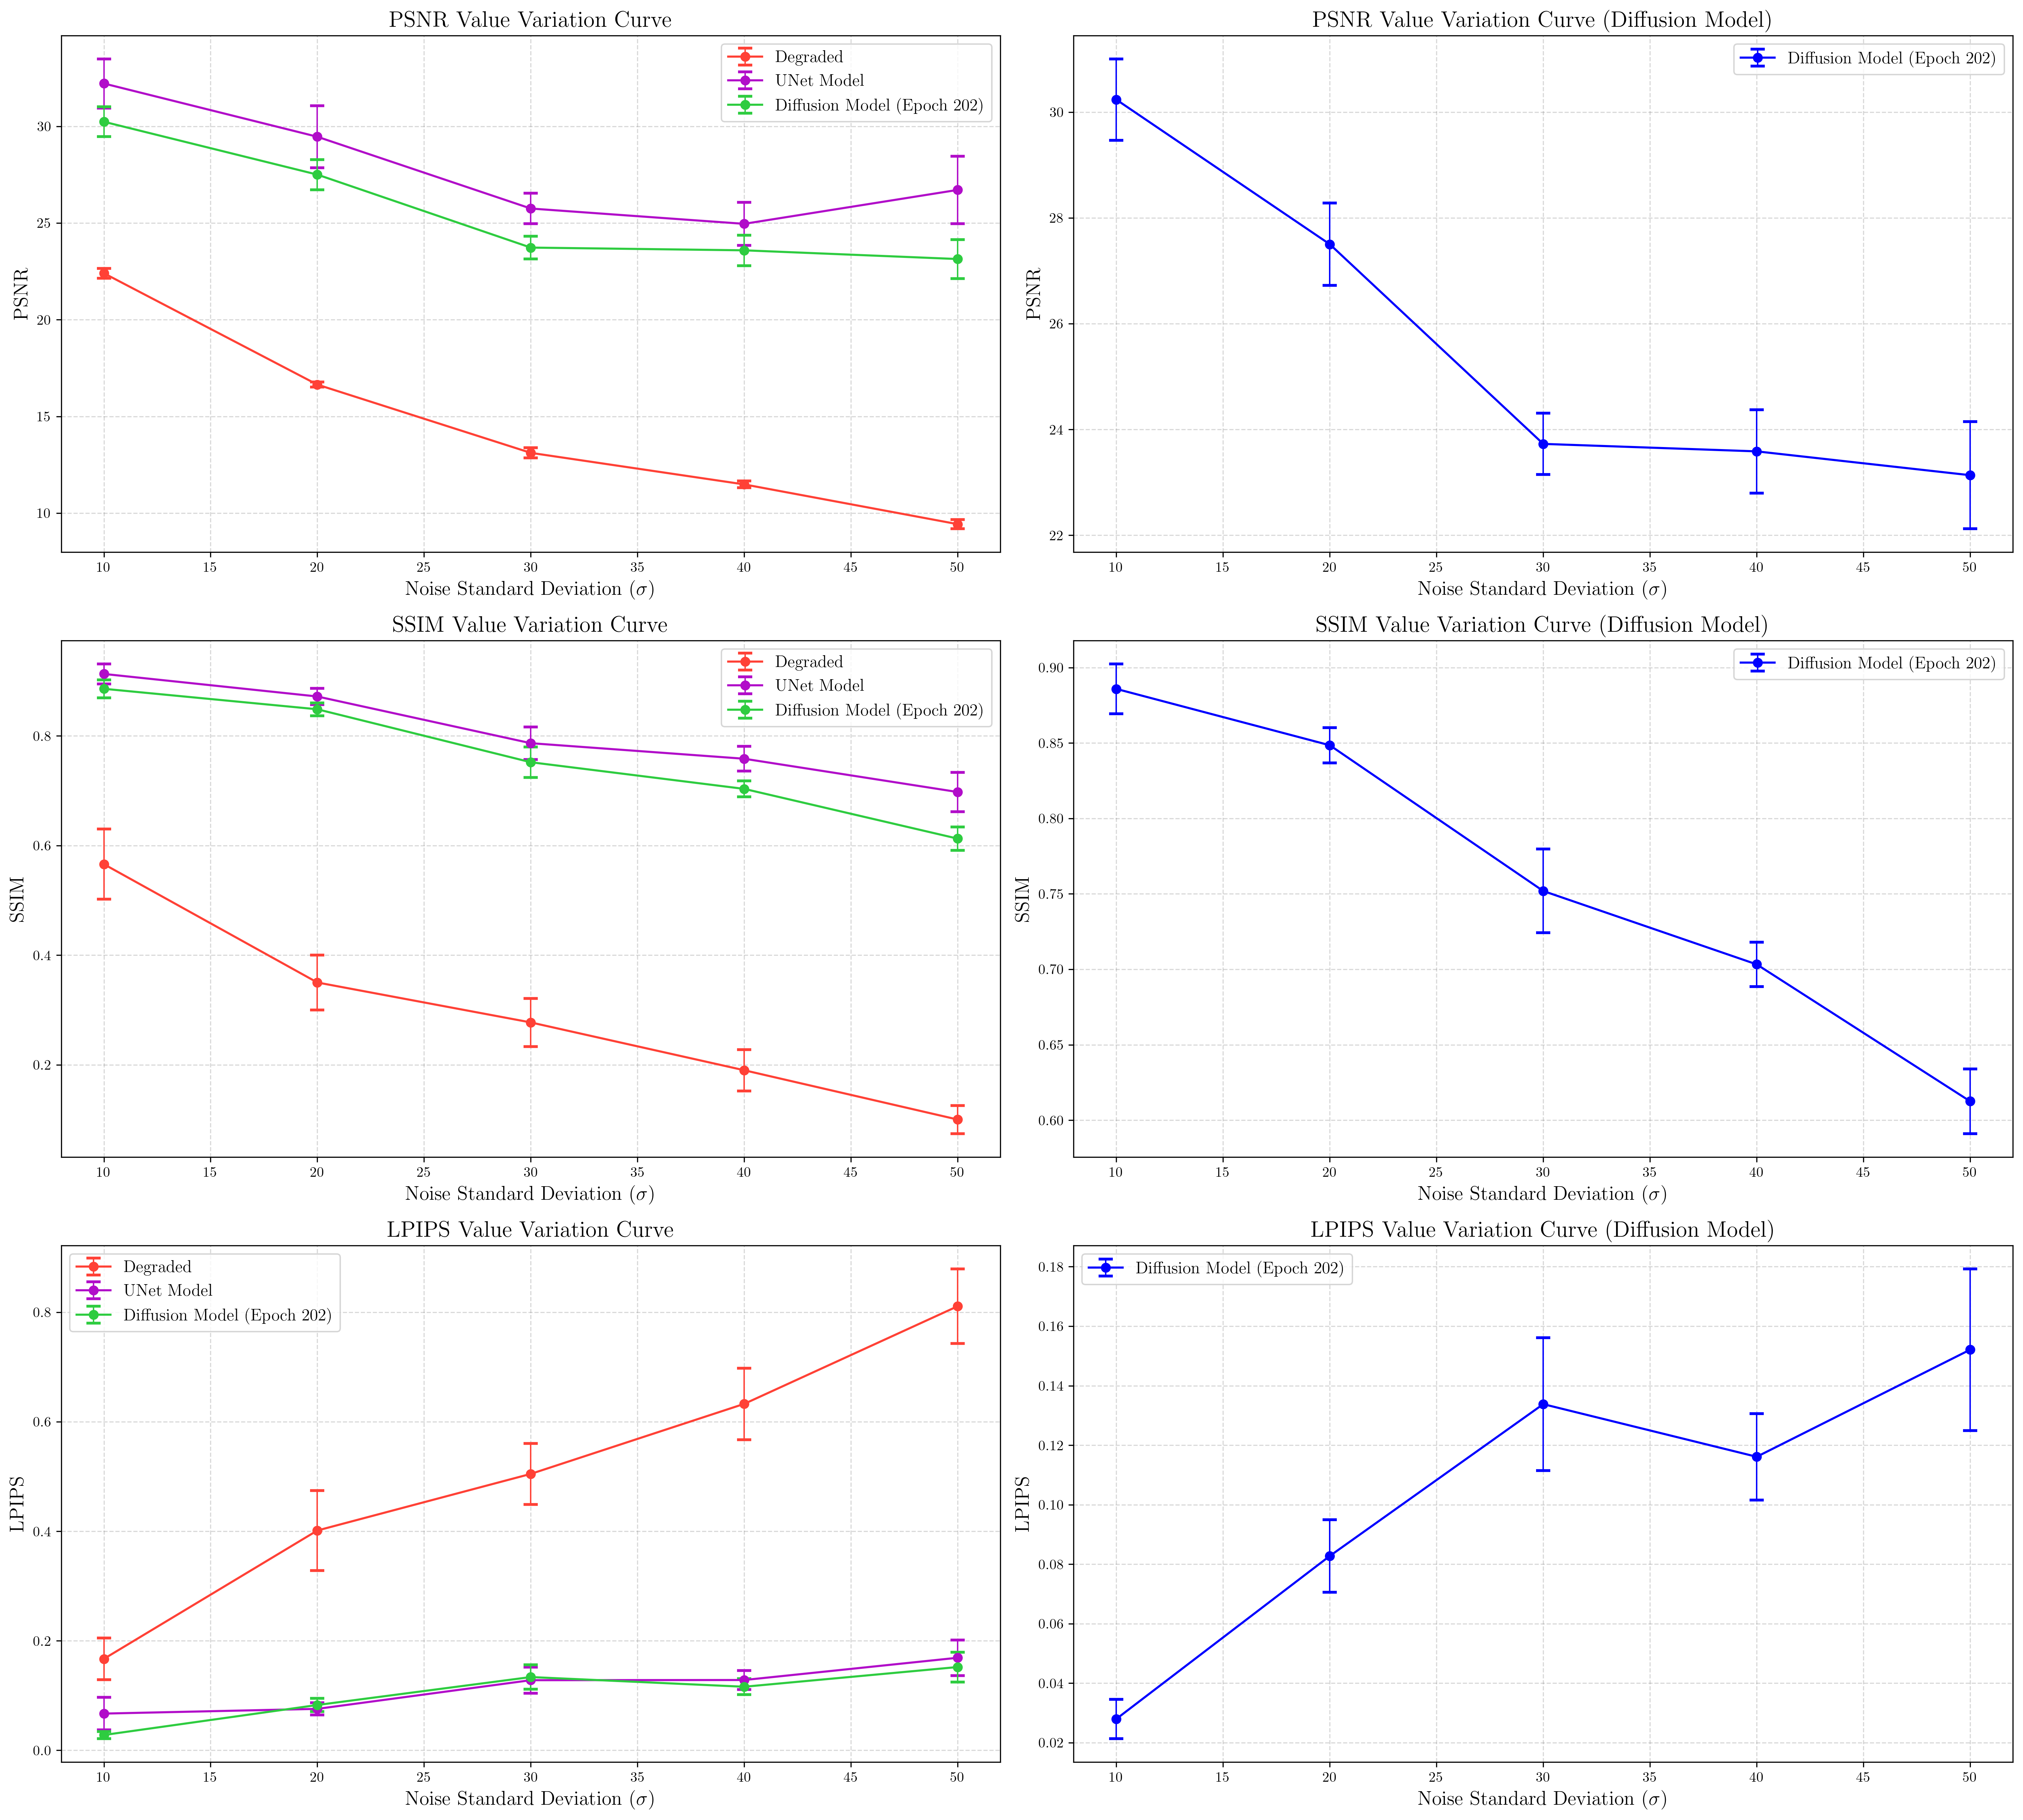 PSNR Value Variation Curve
Degraded
UNet Model
Diffusion Model (Epoch 202)
PSNR
30
25
20
15
10
10 15 20 25 30 35 40 45 50
Noise Standard Deviation (σ)
PSNR Value Variation Curve (Diffusion Model)
Diffusion Model (Epoch 202)
PSNR
30
28
26
24
22
10 15 20 25 30 35 40 45 50
Noise Standard Deviation (σ)
SSIM Value Variation Curve
Degraded
UNet Model
Diffusion Model (Epoch 202)
SSIM
0.8
0.6
0.4
0.2
10 15 20 25 30 35 40 45 50
Noise Standard Deviation (σ)
SSIM Value Variation Curve (Diffusion Model)
Diffusion Model (Epoch 202)
SSIM
0.90
0.85
0.80
0.75
0.70
0.65
0.60
10 15 20 25 30 35 40 45 50
Noise Standard Deviation (σ)
LPIPS Value Variation Curve
Degraded
UNet Model
Diffusion Model (Epoch 202)
LPIPS
0.8
0.6
0.4
0.2
0.0
10 15 20 25 30 35 40 45 50
Noise Standard Deviation (σ)
LPIPS Value Variation Curve (Diffusion Model)
Diffusion Model (Epoch 202)
LPIPS
0.18
0.16
0.14
0.12
0.10
0.08
0.06
0.04
0.02
10 15 20 25 30 35 40 45 50
Noise Standard Deviation (σ)